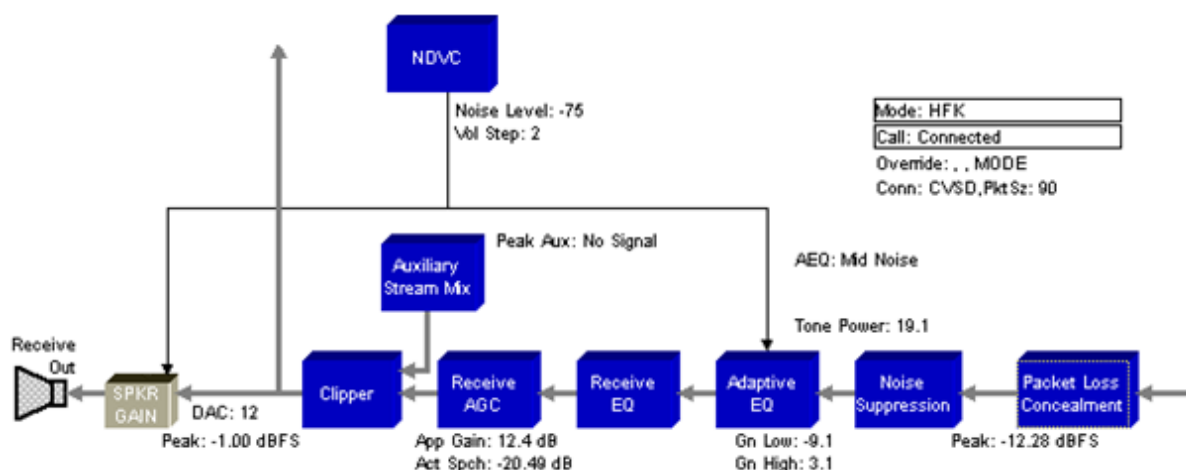 NDVC
Noise Level: -75
Vol Step: 2
Mode: HFK
Call: Connected
Override: , , MODE
Conn: CVSD,PktSz: 90
Peak Aux: No Signal
Auxiliary
Stream Mix
AEQ: Mid Noise
Tone Power: 19.1
Receive
Out
SPKR
GAIN
DAC: 12
Peak: -1.00 dBFS
Clipper
Receive
AGC
App Gain: 12.4 dB
Act Spch: -20.49 dB
Receive
EQ
Adaptive
EQ
Gn Low: -9.1
Gn High: 3.1
Noise
Suppression
Peak: -12.28 dBFS
Packet Loss
Concealment